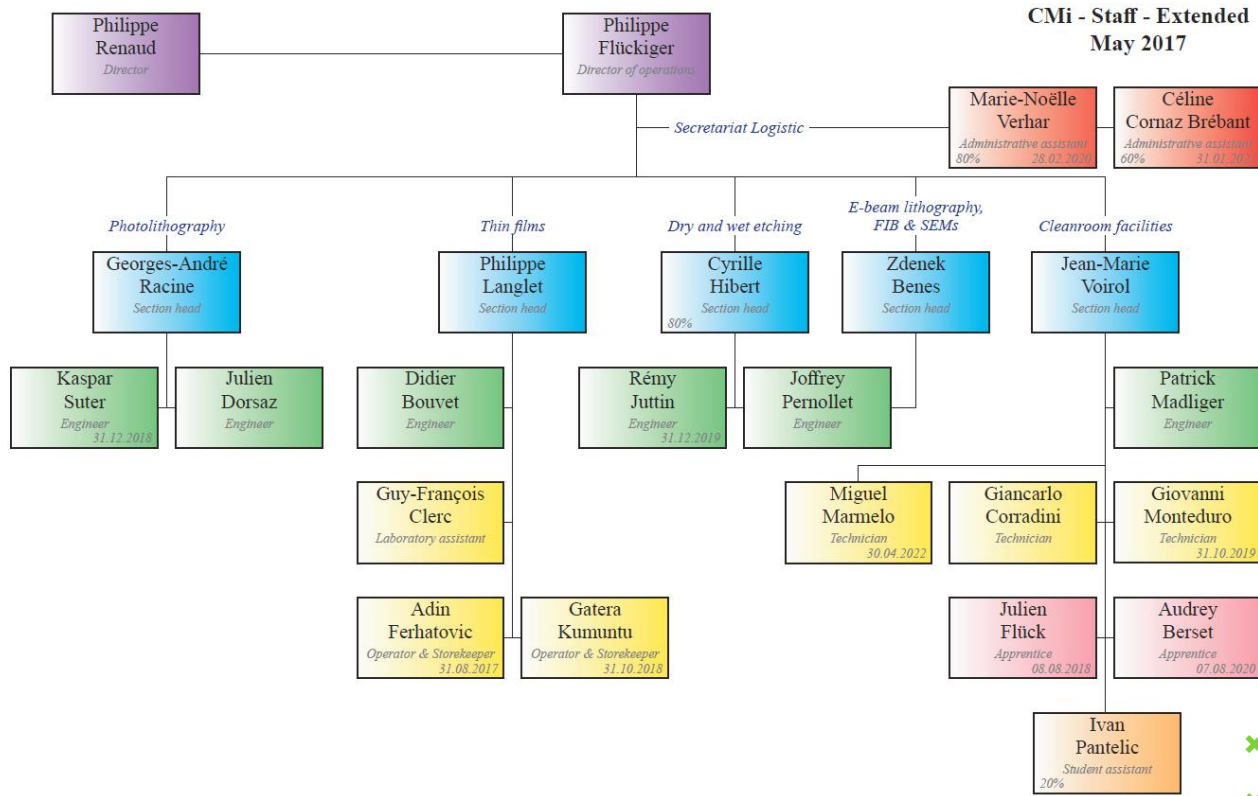 CMi - Staff - Extended
May 2017
Philippe
Renaud
Director
Philippe
Flückiger
Director of operations
Secretariat Logistic
Marie-Noëlle
Verhar
Administrative assistant
80% 28.02.2020
Céline
Cornaz Brébant
Administrative assistant
60%
Photolithography
Thin films
Dry and wet etching
E-beam lithography,
FIB & SEMs
Cleanroom facilities
Georges-André
Racine
Section head
Philippe
Langlet
Section head
Cyrille
Hibert
Section head
80%
Zdenek
Benes
Section head
Jean-Marie
Voirol
Section head
Kaspar
Suter
Engineer
31.12.2018
Julien
Dorsaz
Engineer
Didier
Bouvet
Engineer
Rémy
Juttin
Engineer
31.12.2019
Joffrey
Pernollet
Engineer
Patrick
Madliger
Engineer
Guy-François
Clerc
Laboratory assistant
Miguel
Marmelo
Technician
30.04.2022
Giancarlo
Corradini
Technician
Giovanni
Monteduro
Technician
31.10.2019
Adin
Ferhatovic
Operator & Storekeeper
31.08.2017
Gatera
Kumuntu
Operator & Storekeeper
31.10.2018
Julien
Flück
Apprentice
08.08.2018
Audrey
Berset
Apprentice
07.08.2020
Ivan
Pantelic
Student assistant
20%